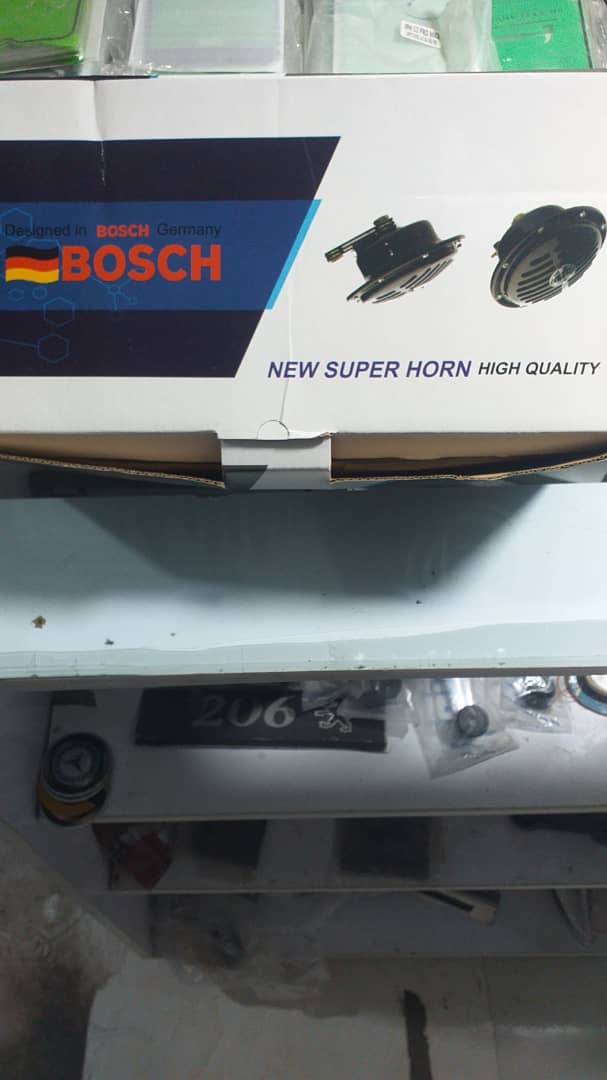 Designed in BOSCH Germany
BOSCH
NEW SUPER HORN HIGH QUALITY
206